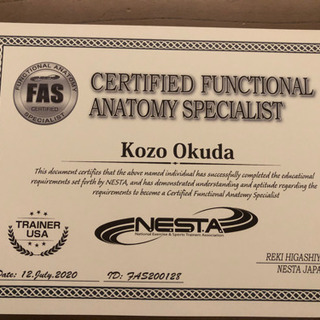 FUNCTIONAL ANATOMY
FAS
CERTIFIED
SPECIALIST
CERTIFIED FUNCTIONAL
ANATOMY SPECIALIST
Kozo Okuda
This document certifies that the above named individual has successfully completed the educational
requirements set forth by NESTA, and has demonstrated understanding and aptitude regarding the
requirements to become a Certified Functional Anatomy Specialist
TRAINER
USA
NESTA
National Exercise & Sports Trainers Association
REKI HIGASHIY
NESTA JAPA
Date: 12.July.2020
ID: FAS200128